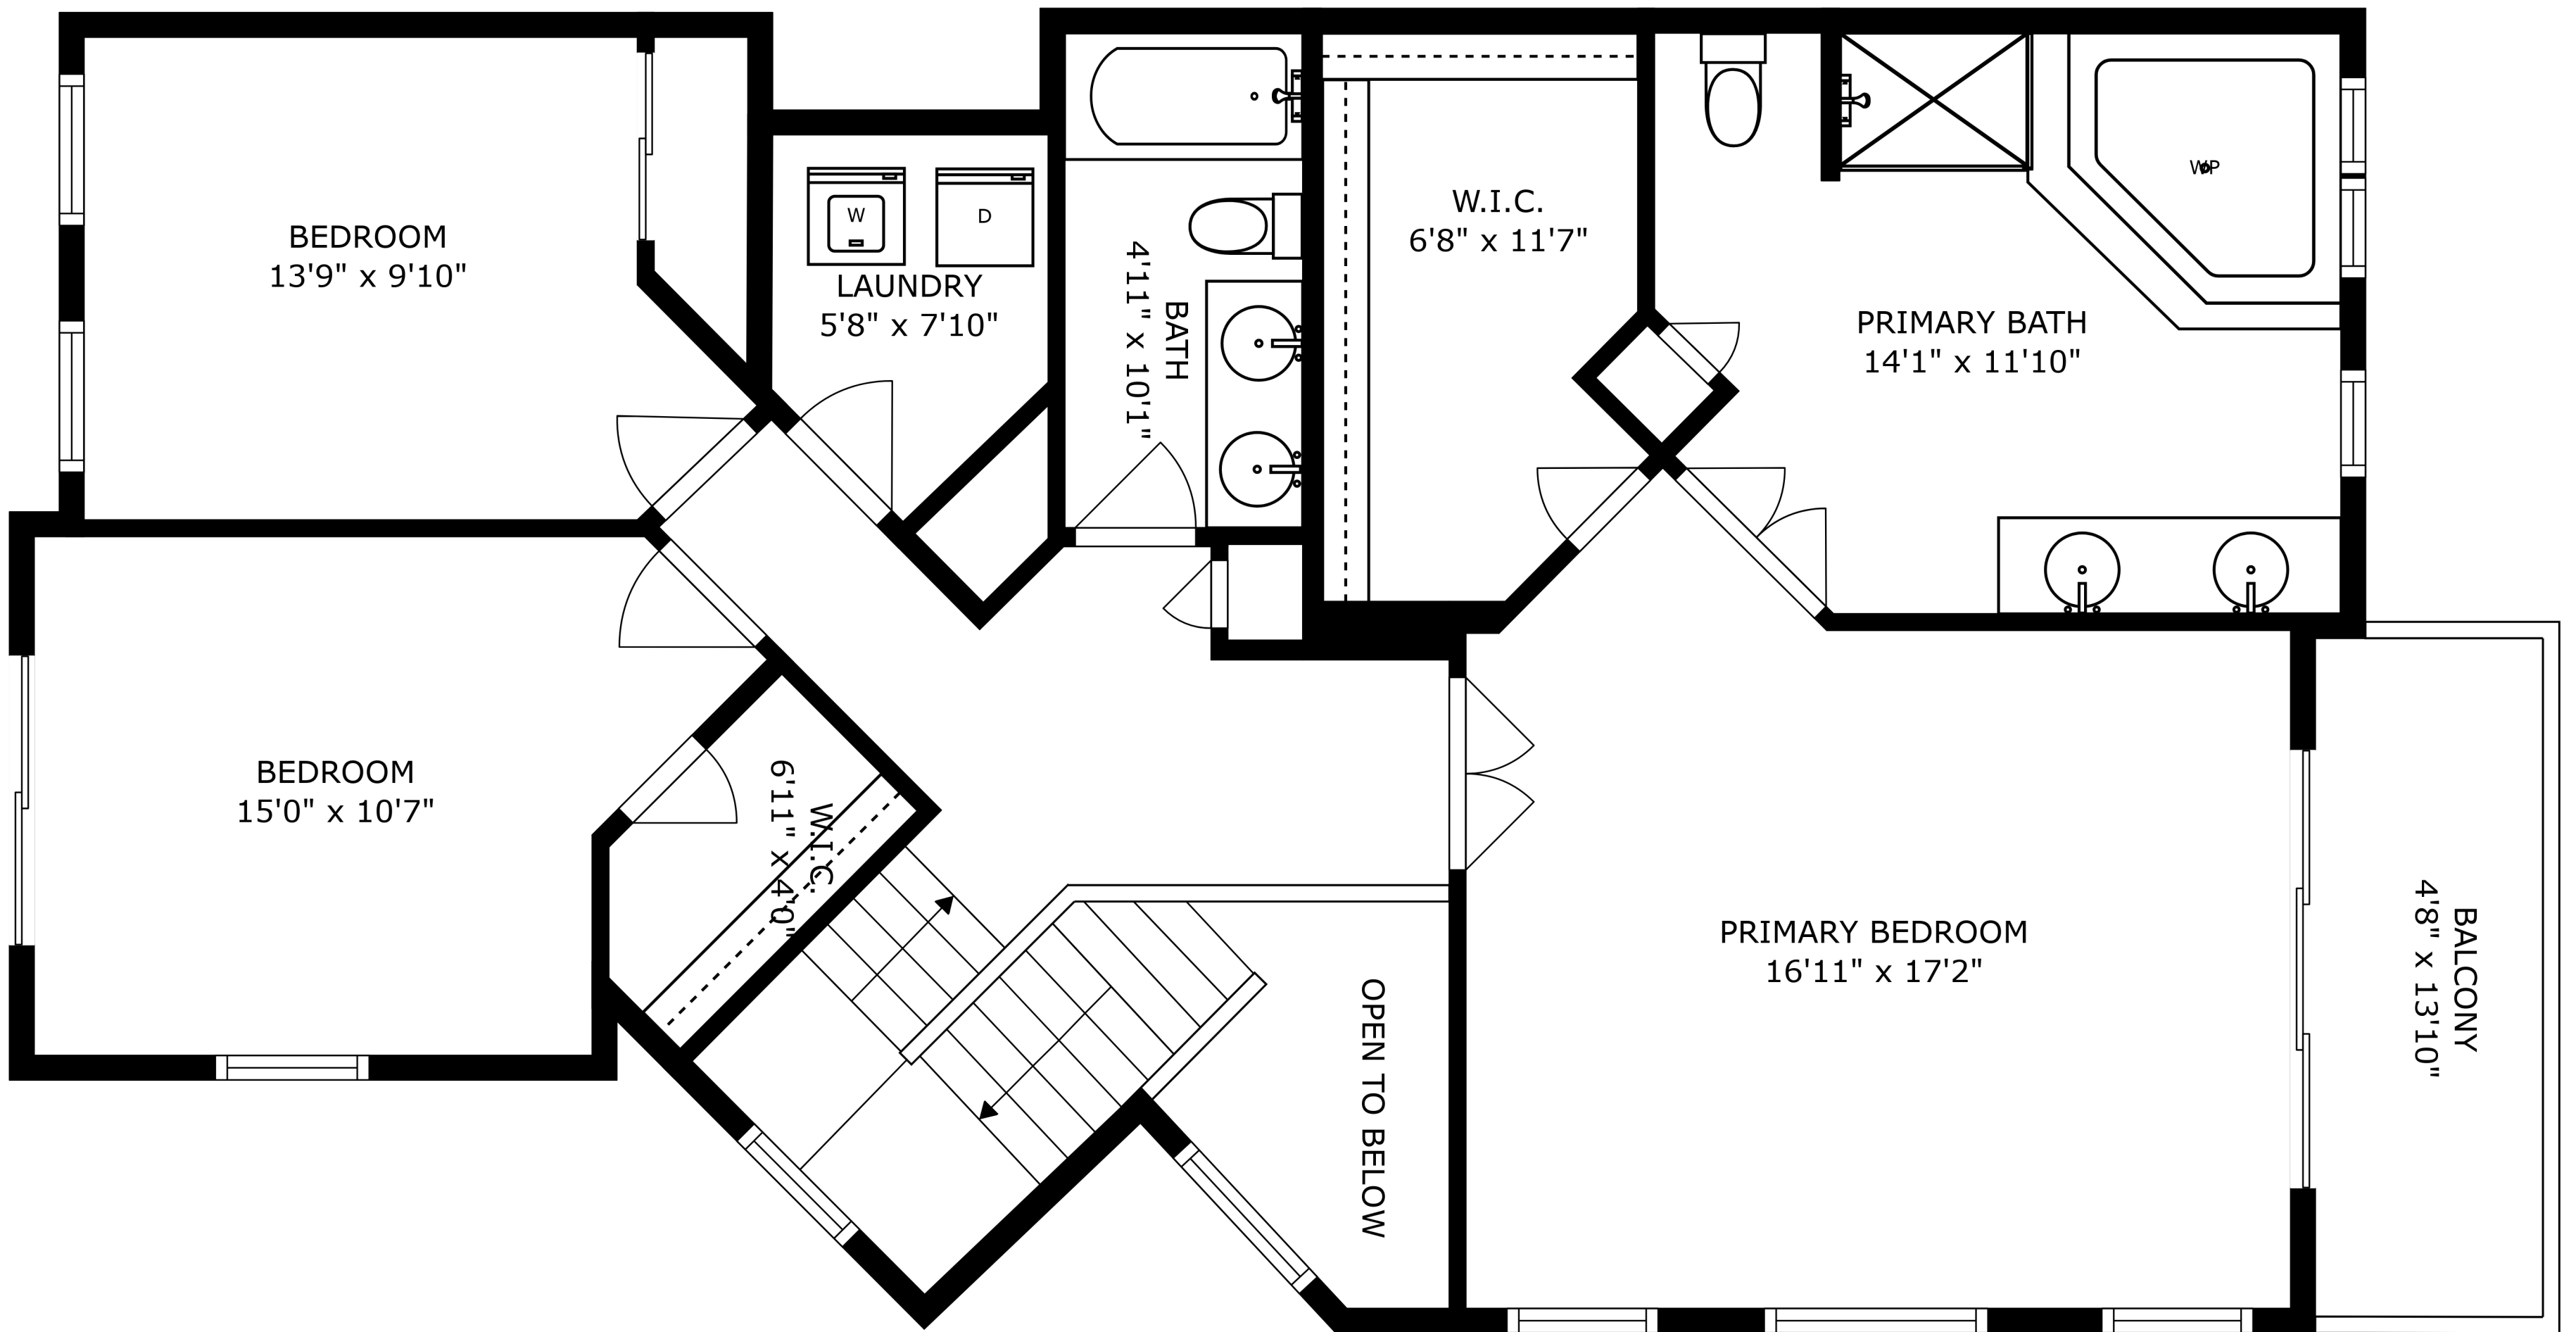 BEDROOM
13'9" x 9'10"
W
D
LAUNDRY
5'8" x 7'10"
BATH
4'11" x 10'1"
W.I.C.
6'8" x 11'7"
WP
PRIMARY BATH
14'1" x 11'10"
BEDROOM
15'0" x 10'7"
W.I.C.
6'11" x 4'0"
OPEN TO BELOW
PRIMARY BEDROOM
16'11" x 17'2"
BALCONY
4'8" x 13'10"